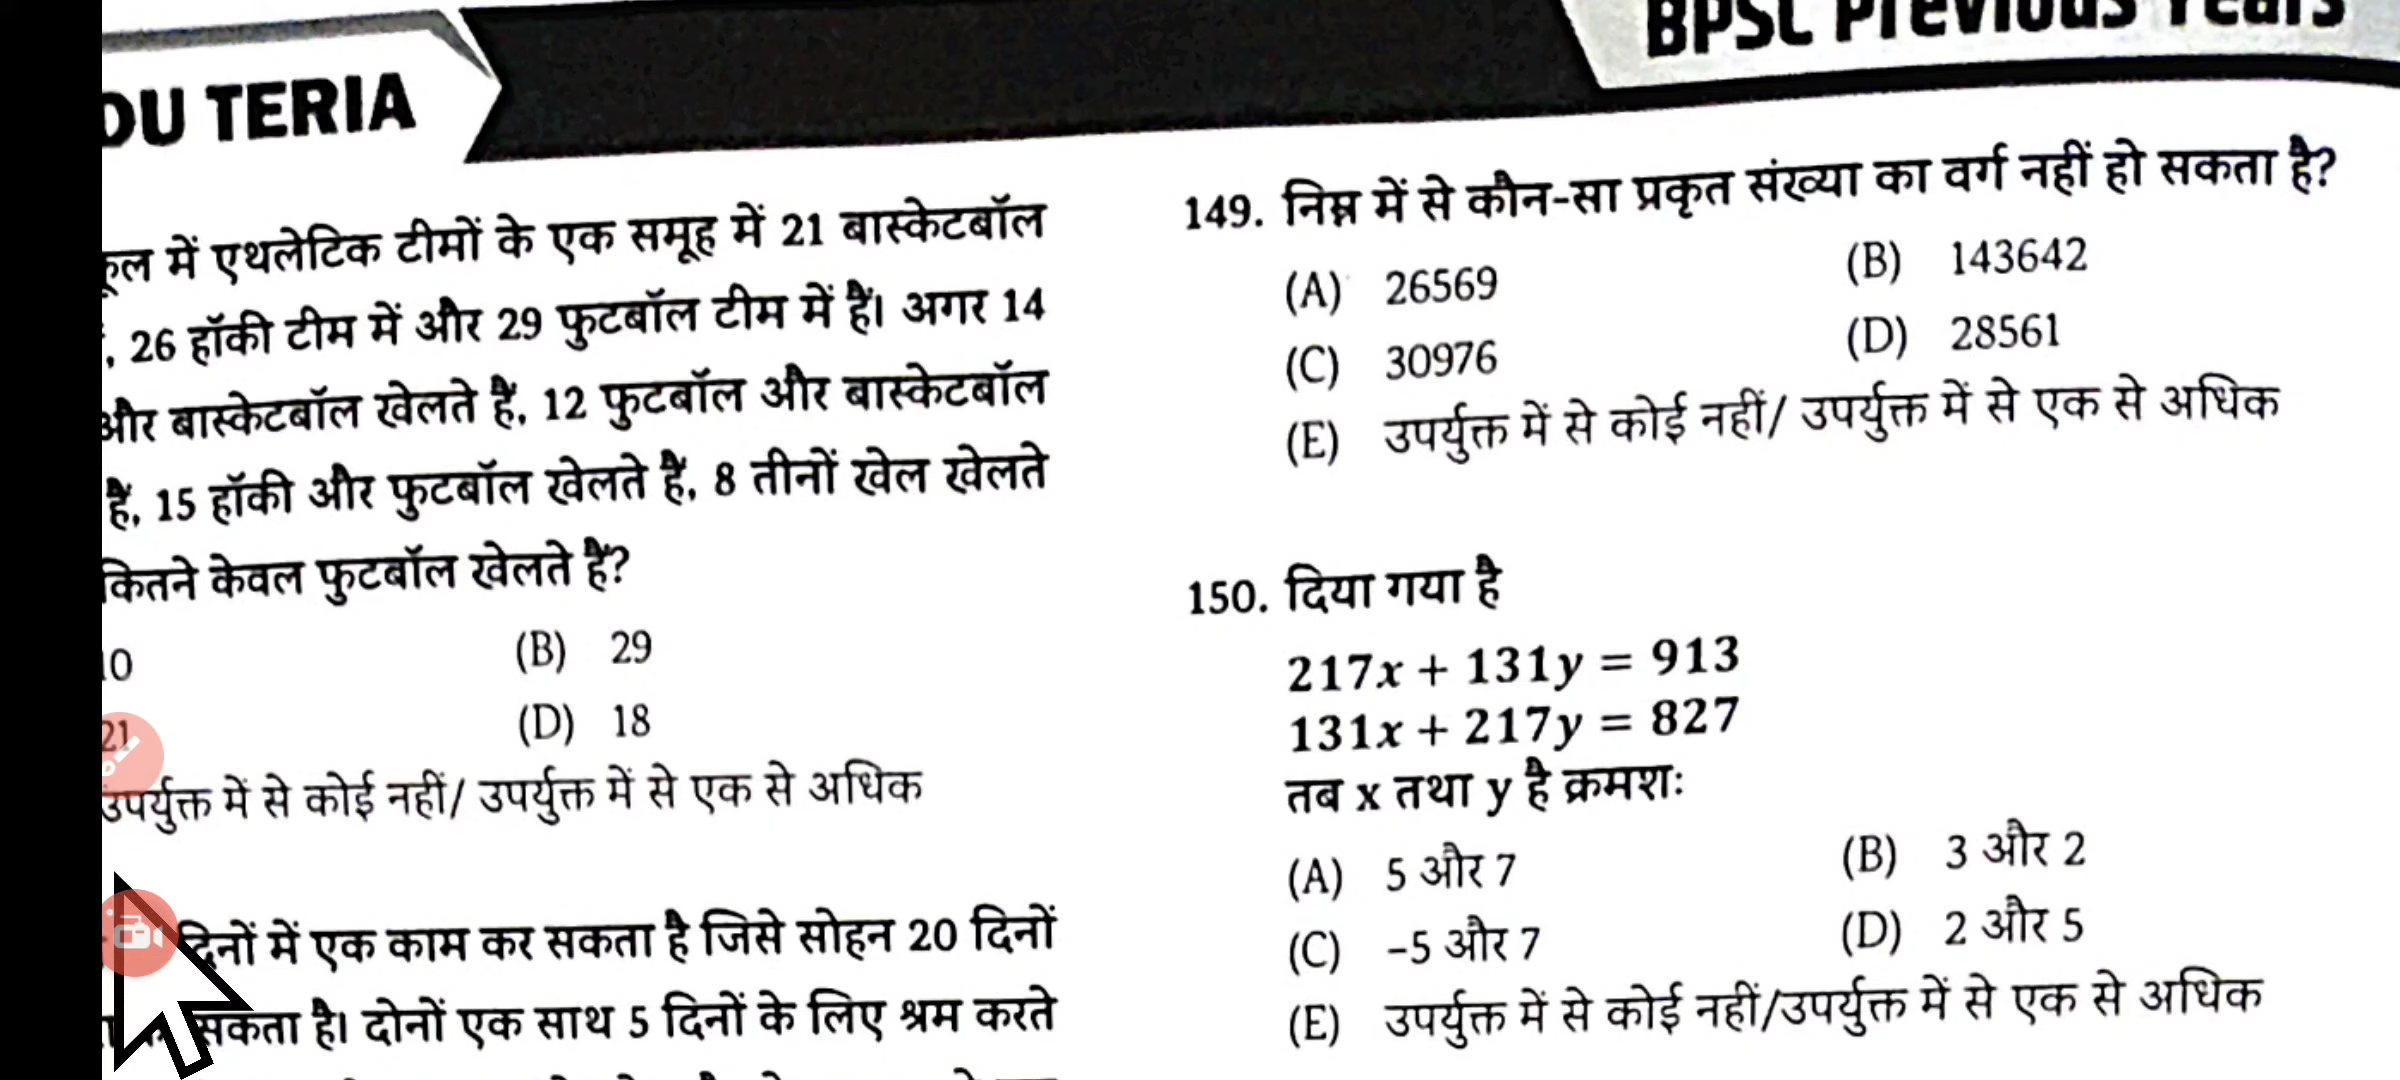 DU TERIA
BPSC Previous Years
में एथलेटिक टीमों के एक समूह में 21 बास्केटबॉल
, 26 हॉकी टीम में और 29 फुटबॉल टीम में हैं। अगर 14
और बास्केटबॉल खेलते हैं, 12 फुटबॉल और बास्केटबॉल
हैं, 15 हॉकी और फुटबॉल खेलते हैं, 8 तीनों खेल खेलते
कितने केवल फुटबॉल खेलते हैं?
10 (B) 29
21 (D) 18
उपर्युक्त में से कोई नहीं/ उपर्युक्त में से एक से अधिक
दिनों में एक काम कर सकता है जिसे सोहन 20 दिनों
सकता है। दोनों एक साथ 5 दिनों के लिए श्रम करते
149. निम्न में से कौन-सा प्रकृत संख्या का वर्ग नहीं हो सकता है?
(A) 26569 (B) 143642
(C) 30976 (D) 28561
(E) उपर्युक्त में से कोई नहीं/ उपर्युक्त में से एक से अधिक
150. दिया गया है
217x + 131y = 913
131x + 217y = 827
तब x तथा y है क्रमशः
(A) 5 और 7 (B) 3 और 2
(C) -5 और 7 (D) 2 और 5
(E) उपर्युक्त में से कोई नहीं/उपर्युक्त में से एक से अधिक